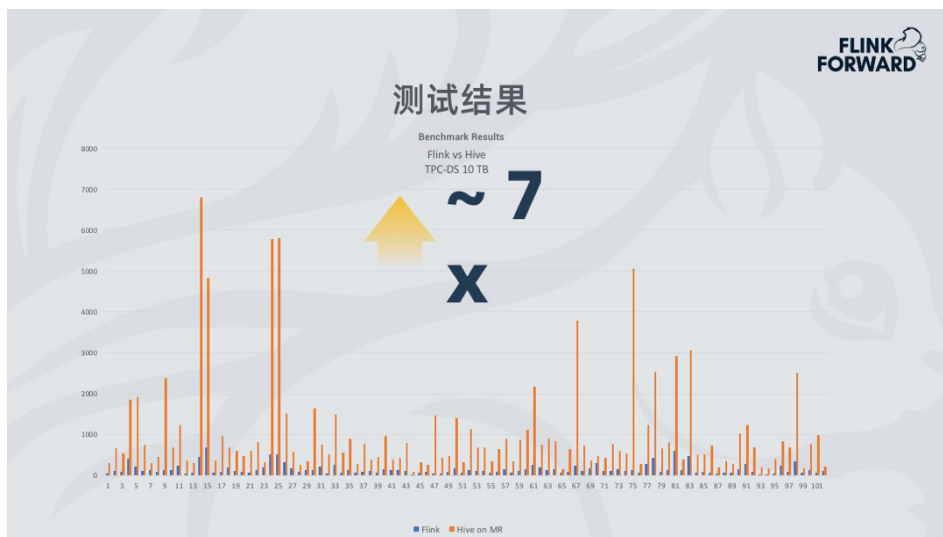 FLINK
FORWARD
测试结果
Benchmark Results
Flink vs Hive
TPC-DS 10 TB
~ 7
x
8000
7000
6000
5000
4000
3000
2000
1000
0
1 3 5 7 9 11 13 15 17 19 21 23 25 27 29 31 33 35 37 39 41 43 45 47 49 51 53 55 57 59 61 63 65 67 69 71 73 75 77 79 81 83 85 87 89 91 93 95 97 99 101
Flink Hive on MR